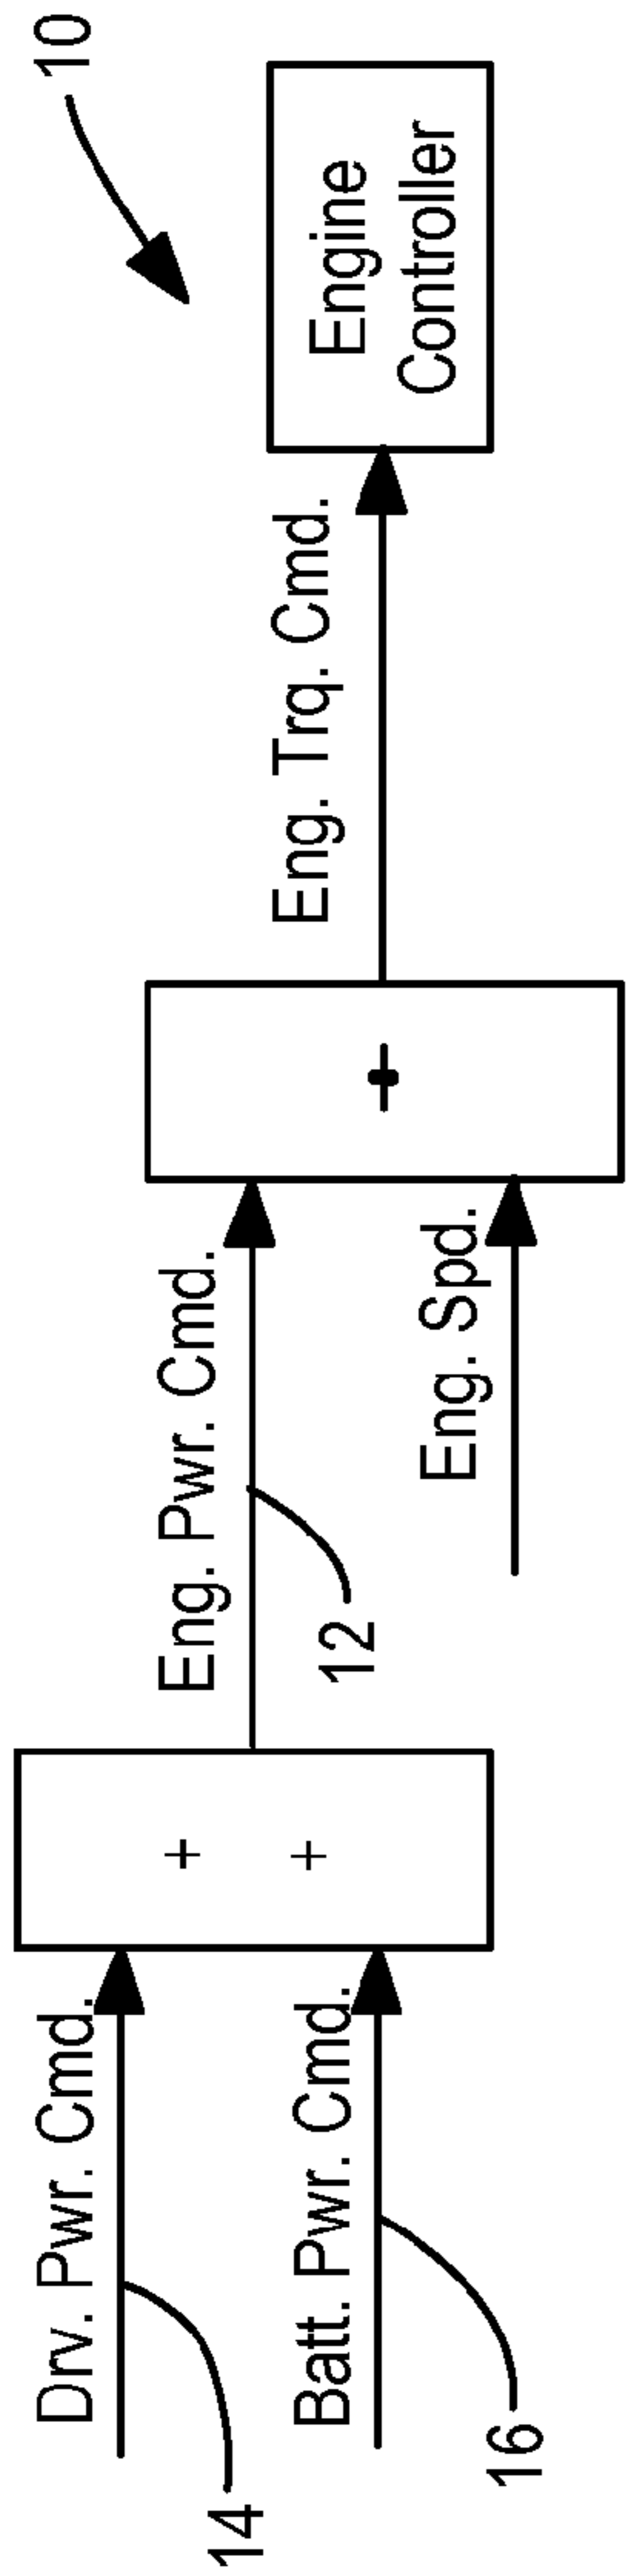 10
Engine
Controller
Eng. Trq. Cmd.
Eng. Pwr. Cmd.
12
Eng. Spd.
+
+
Drv. Pwr. Cmd.
14
Batt. Pwr. Cmd.
16